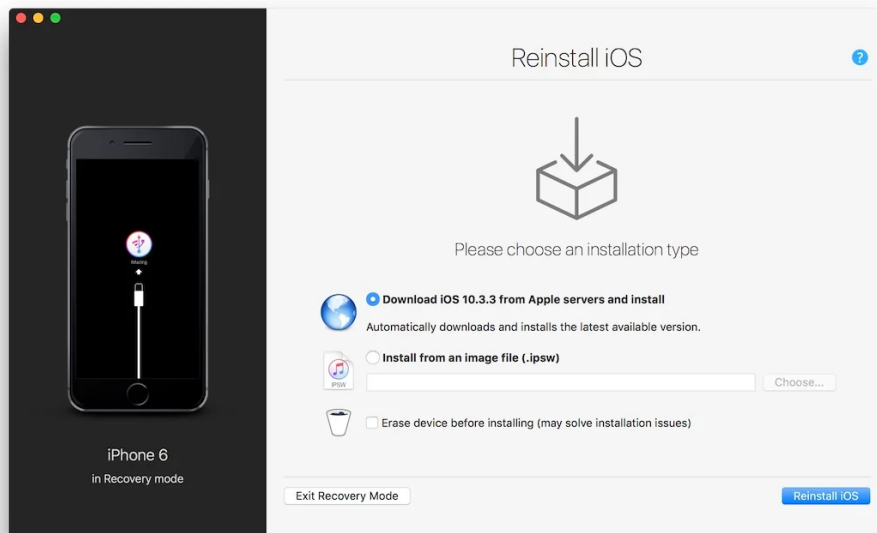 Reinstall iOS
?
iMazing
Please choose an installation type
Download iOS 10.3.3 from Apple servers and install
Automatically downloads and installs the latest available version.
IPSW
Install from an image file (.ipsw)
Choose...
Erase device before installing (may solve installation issues)
iPhone 6
in Recovery mode
Exit Recovery Mode
Reinstall iOS